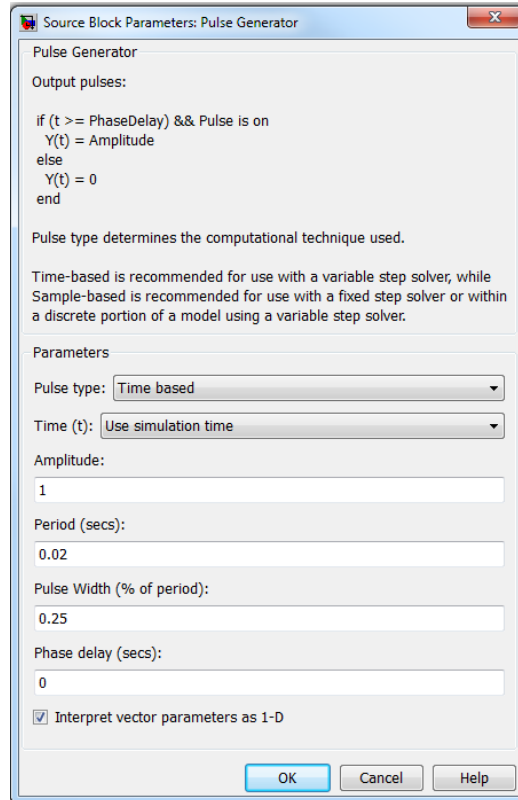 Source Block Parameters: Pulse Generator
Pulse Generator
Output pulses:
if (t >= PhaseDelay) && Pulse is on
Y(t) = Amplitude
else
Y(t) = 0
end
Pulse type determines the computational technique used.
Time-based is recommended for use with a variable step solver, while
Sample-based is recommended for use with a fixed step solver or within
a discrete portion of a model using a variable step solver.
Parameters
Pulse type: Time based
Time (t): Use simulation time
Amplitude:
1
Period (secs):
0.02
Pulse Width (% of period):
0.25
Phase delay (secs):
0
Interpret vector parameters as 1-D
OK Cancel Help